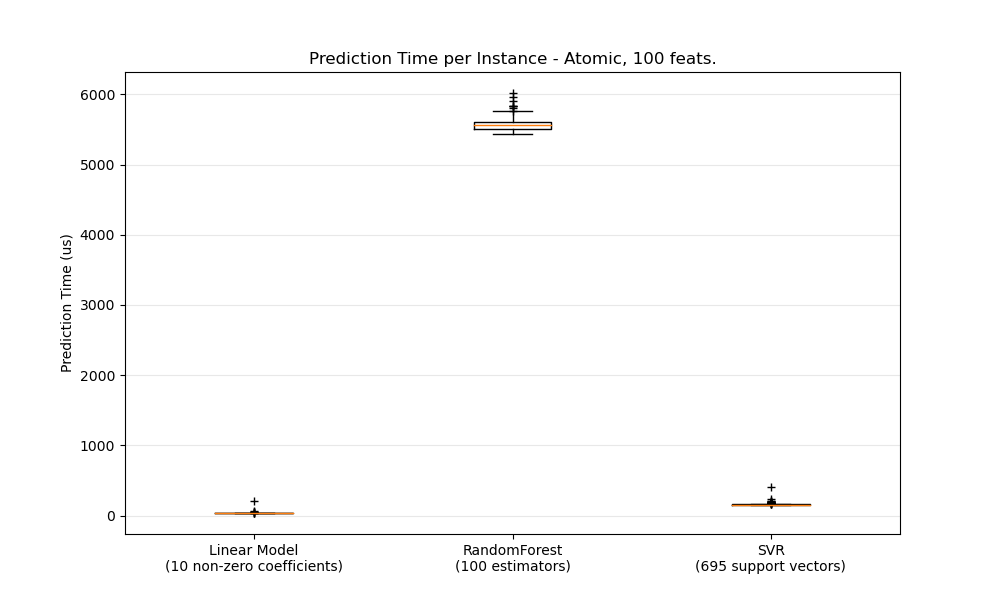 Prediction Time per Instance - Atomic, 100 feats.
Prediction Time (us)
6000
5000
4000
3000
2000
1000
0
Linear Model
(10 non-zero coefficients)
RandomForest
(100 estimators)
SVR
(695 support vectors)